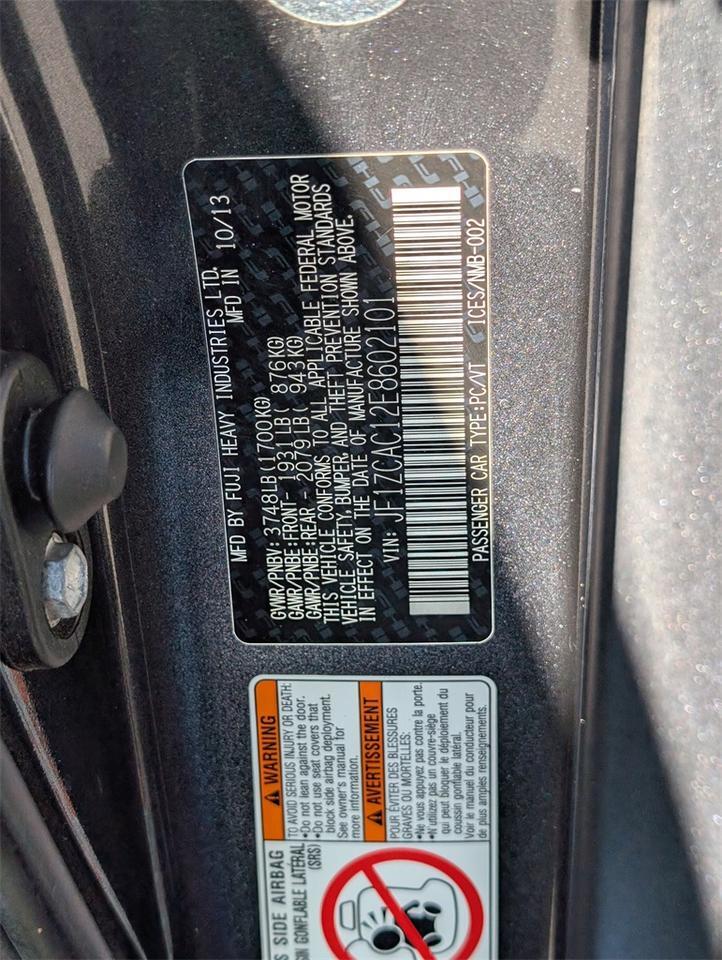 MFD BY FUJI HEAVY INDUSTRIES LTD.
MFD IN 10/13
GVWR/PNBV: 3748LB(1700KG)
GAWR/PNBE:FRONT- 1931LB( 876KG)
GAWR/PNBE:REAR - 2079LB( 943KG)
THIS VEHICLE CONFORMS TO ALL APPLICABLE FEDERAL MOTOR
VEHICLE SAFETY, BUMPER, AND THEFT PREVENTION STANDARDS
IN EFFECT ON THE DATE OF MANUFACTURE SHOWN ABOVE.
VIN: JF1ZCAC12E8602101
PASSENGER CAR TYPE:PC/VT ICES/NMB-002
WARNING
TO AVOID SERIOUS INJURY OR DEATH:
•Do not lean against the door.
•Do not use seat covers that
block side airbag deployment.
See owner's manual for
more information.
AVERTISSEMENT
POUR ÉVITER DES BLESSURES
GRAVES OU MORTELLES:
•Ne vous appuyez pas contre la porte.
•N'utilizez pas un couvre-siège
qui peut bloquer le déploiement du
coussin gonflable latéral.
Voir le manuel du conducteur pour
de plus amples renseignements.
SIDE AIRBAG
GONFLABLE LATÉRAL
(SRS)